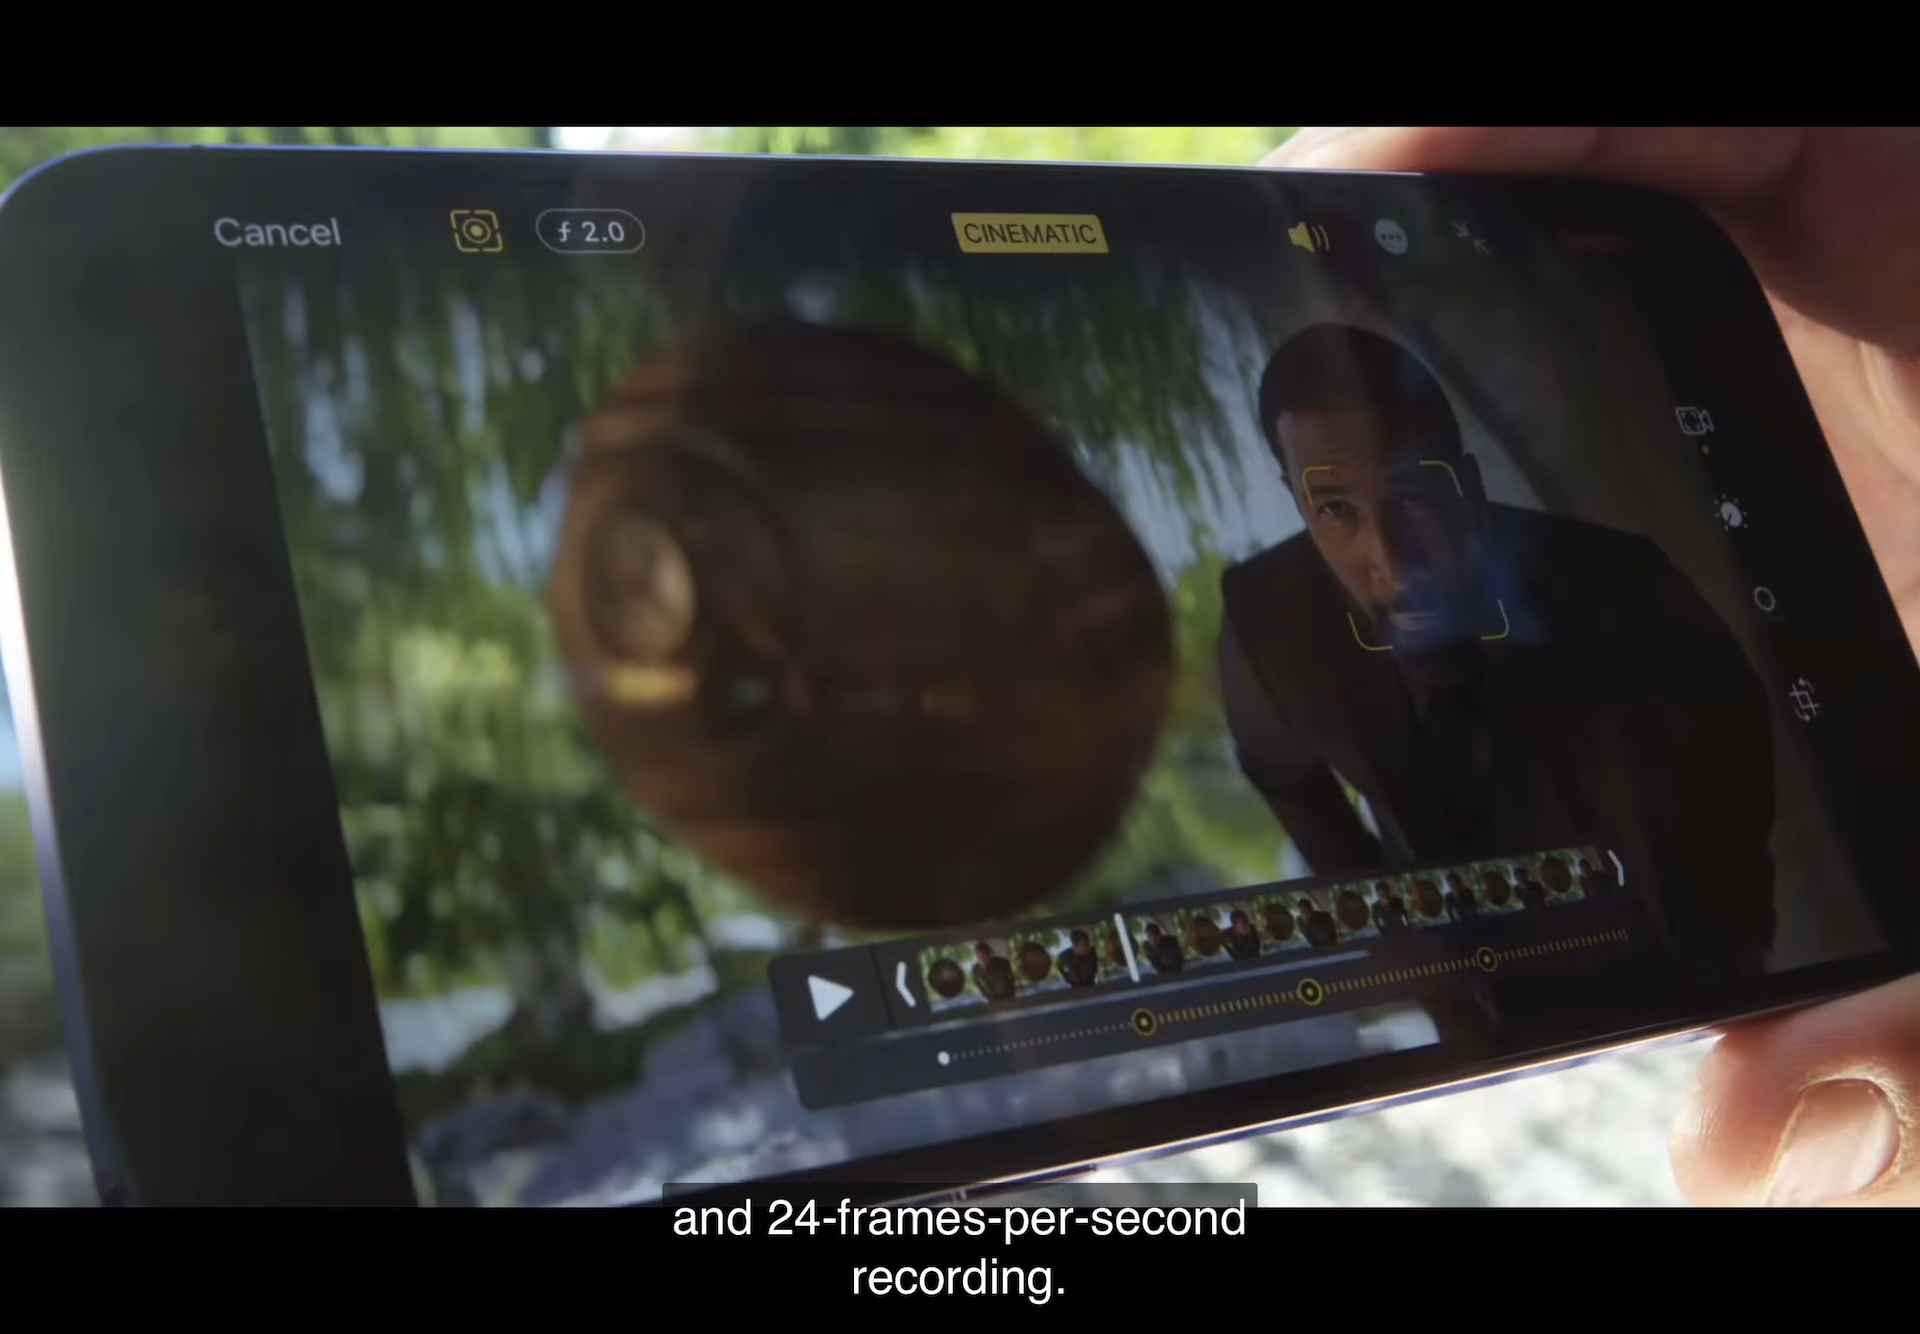 Cancel
f 2.0
CINEMATIC
and 24-frames-per-second
recording.